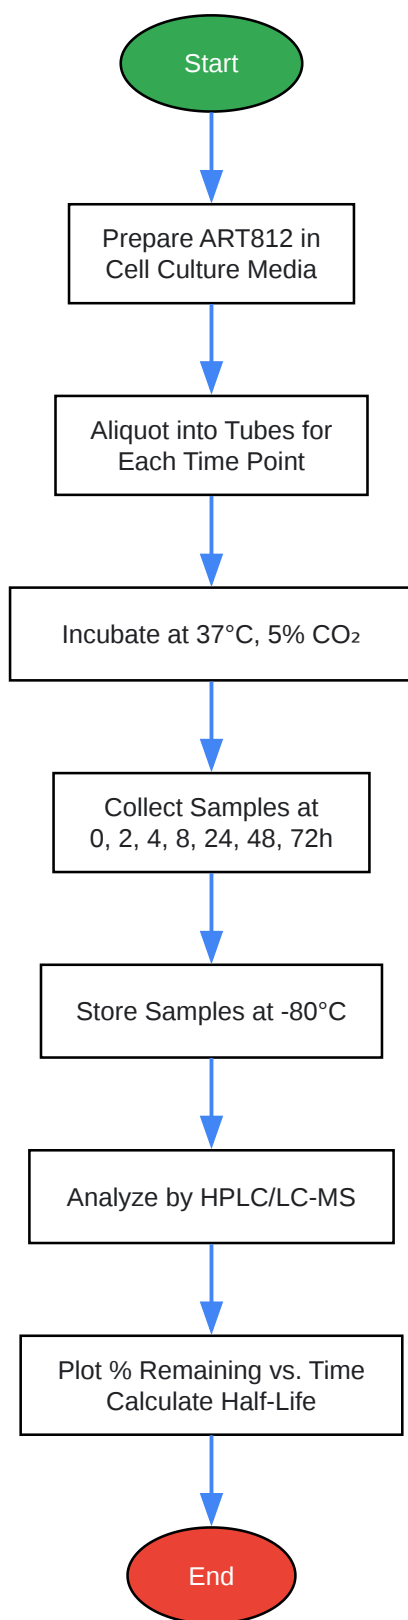 Start
Prepare ART812 in
Cell Culture Media
Aliquot into Tubes for
Each Time Point
Incubate at 37°C, 5% CO₂
Collect Samples at
0, 2, 4, 8, 24, 48, 72h
Store Samples at -80°C
Analyze by HPLC/LC-MS
Plot % Remaining vs. Time
Calculate Half-Life
End